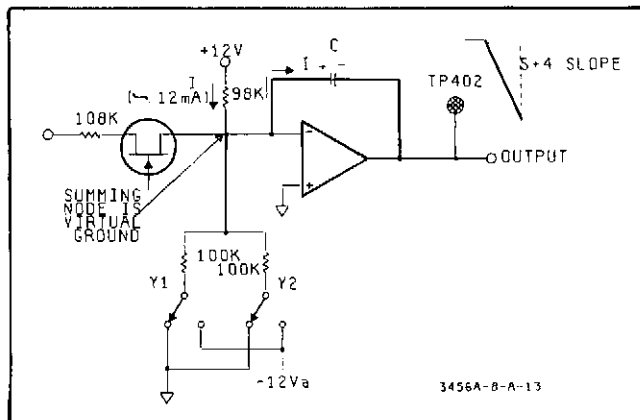 +12V
C
I
I + -
S+4 SLOPE
(~.12mA)
98K
TP402
108K
-
+
OUTPUT
SUMMING
NODE IS
VIRTUAL
GROUND
100K
100K
Y1
Y2
-12Va
3456A-8-A-13